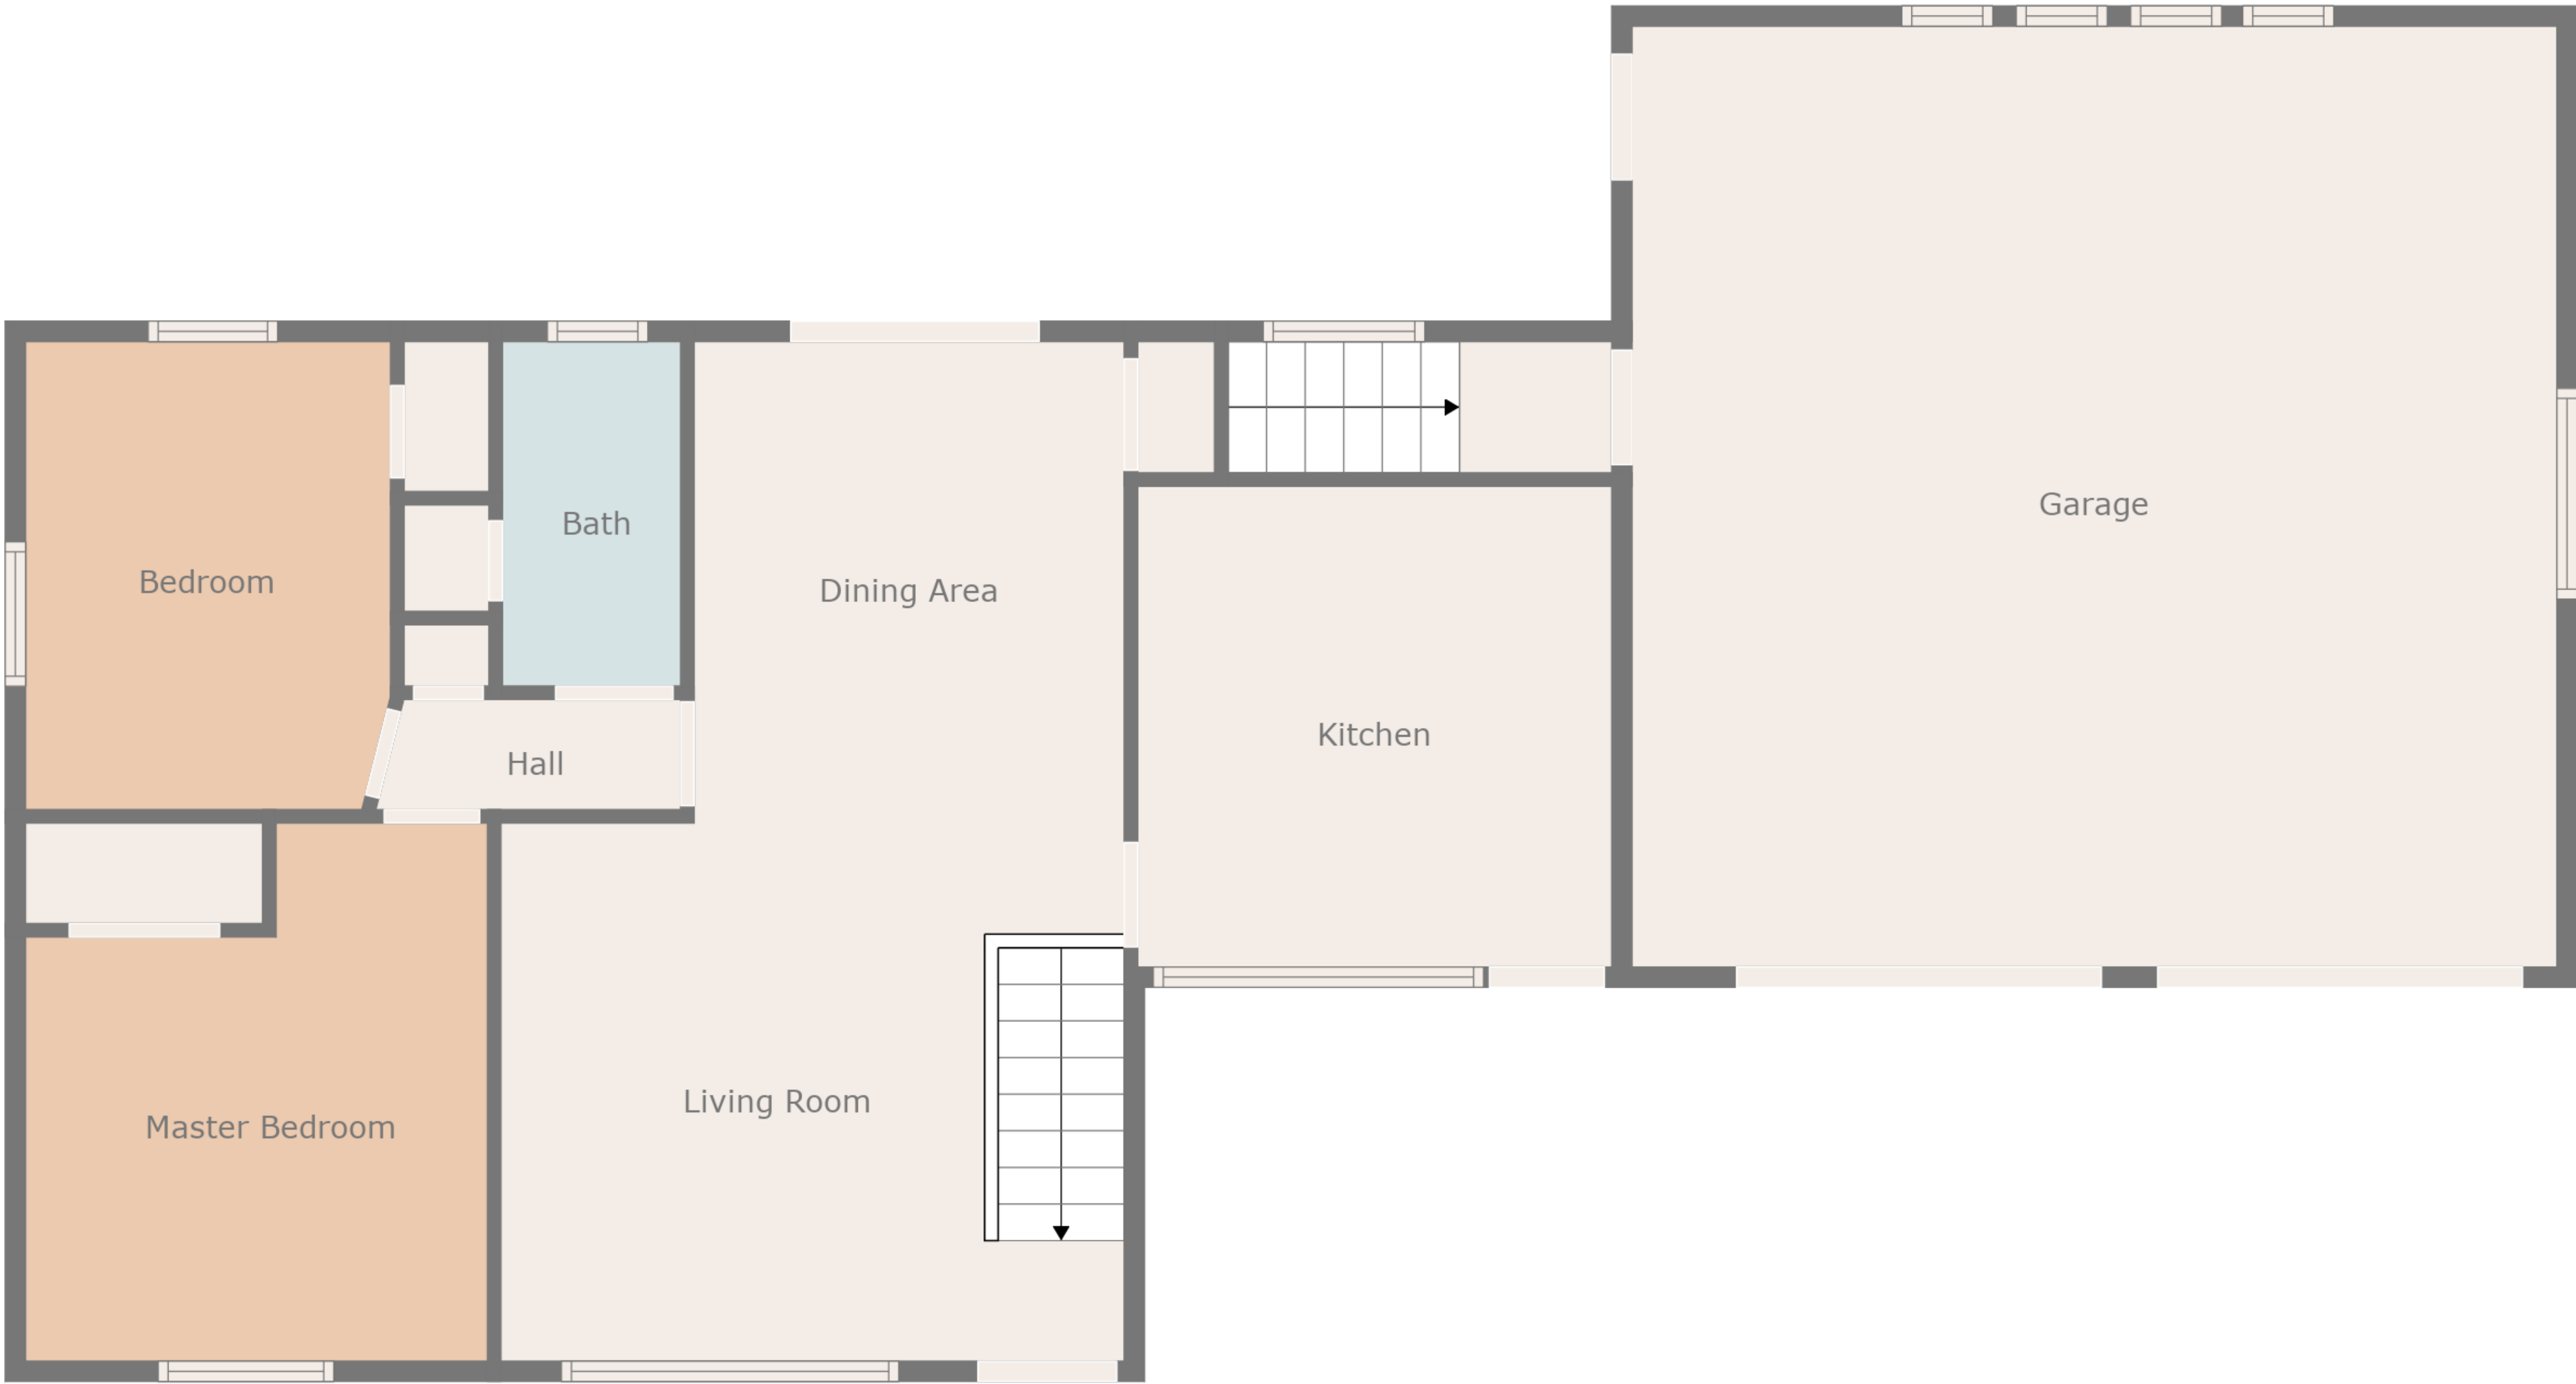 Garage
Bath
Bedroom
Dining Area
Kitchen
Hall
Living Room
Master Bedroom